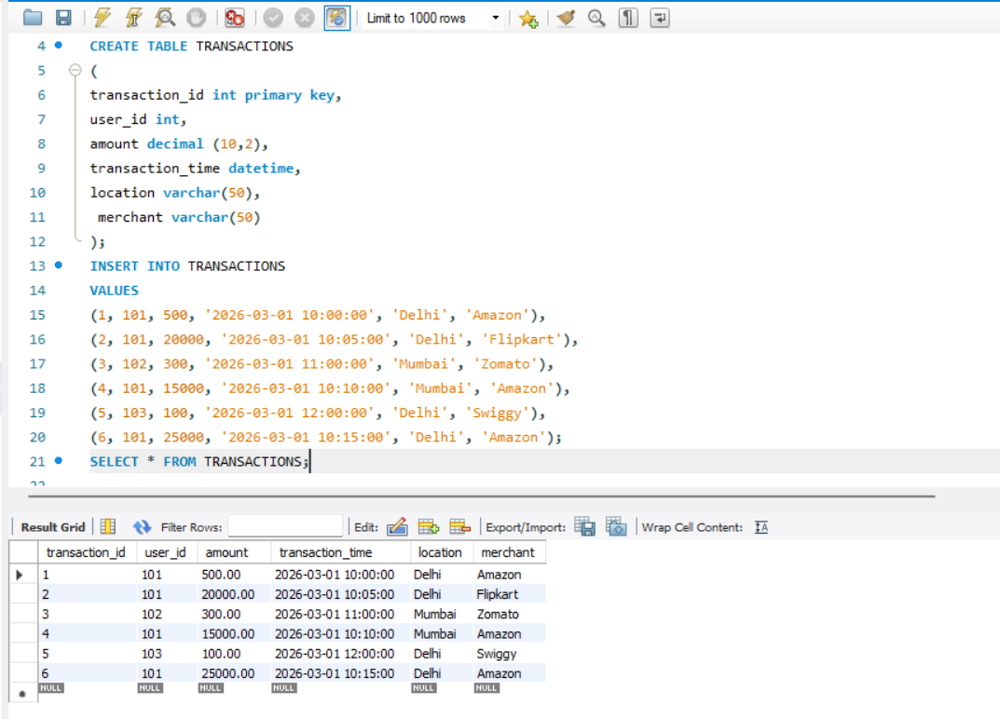 Limit to 1000 rows
4 CREATE TABLE TRANSACTIONS
5 (
6 transaction_id int primary key,
7 user_id int,
8 amount decimal (10,2),
9 transaction_time datetime,
10 location varchar(50),
11 merchant varchar(50)
12 );
13 INSERT INTO TRANSACTIONS
14 VALUES
15 (1, 101, 500, '2026-03-01 10:00:00', 'Delhi', 'Amazon'),
16 (2, 101, 20000, '2026-03-01 10:05:00', 'Delhi', 'Flipkart'),
17 (3, 102, 300, '2026-03-01 11:00:00', 'Mumbai', 'Zomato'),
18 (4, 101, 15000, '2026-03-01 10:10:00', 'Mumbai', 'Amazon'),
19 (5, 103, 100, '2026-03-01 12:00:00', 'Delhi', 'Swiggy'),
20 (6, 101, 25000, '2026-03-01 10:15:00', 'Delhi', 'Amazon');
21 SELECT * FROM TRANSACTIONS;
Result Grid Filter Rows: Edit: Export/Import: Wrap Cell Content: IA
transaction_id user_id amount transaction_time location merchant
1 101 500.00 2026-03-01 10:00:00 Delhi Amazon
2 101 20000.00 2026-03-01 10:05:00 Delhi Flipkart
3 102 300.00 2026-03-01 11:00:00 Mumbai Zomato
4 101 15000.00 2026-03-01 10:10:00 Mumbai Amazon
5 103 100.00 2026-03-01 12:00:00 Delhi Swiggy
6 101 25000.00 2026-03-01 10:15:00 Delhi Amazon
NULL NULL NULL NULL NULL NULL